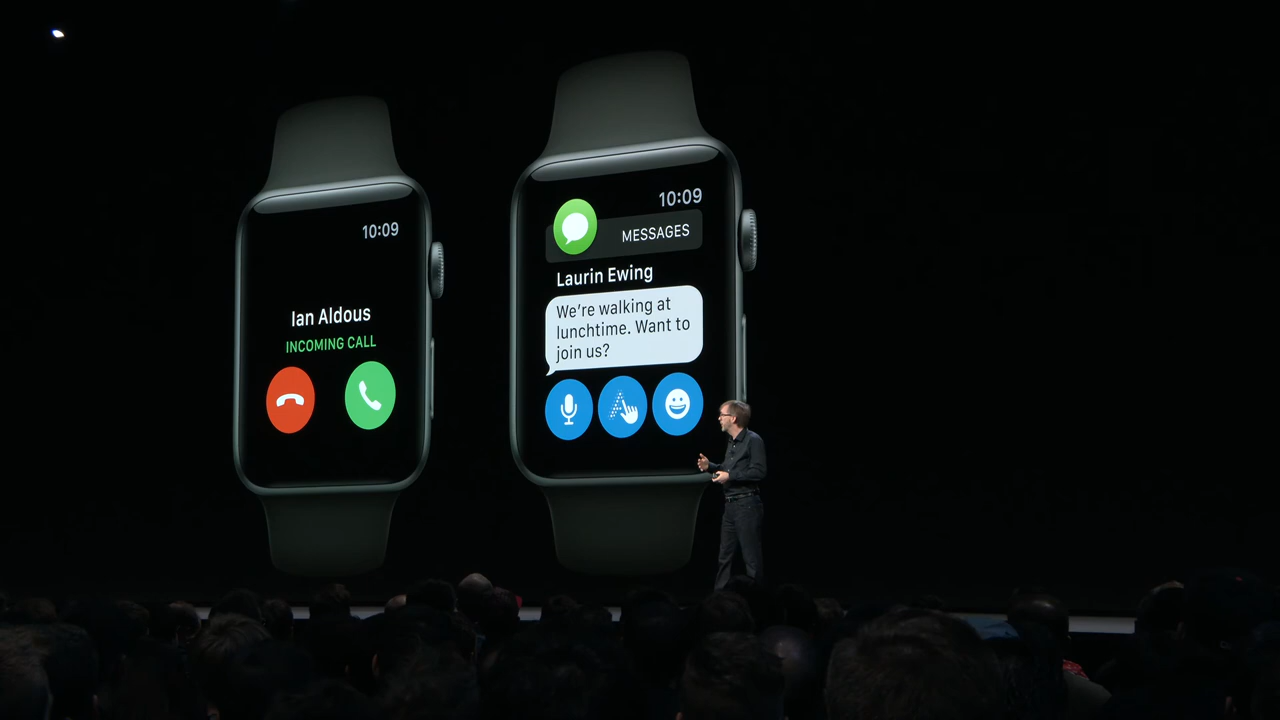 10:09
Ian Aldous
INCOMING CALL
10:09
MESSAGES
Laurin Ewing
We're walking at
lunchtime. Want to
join us?